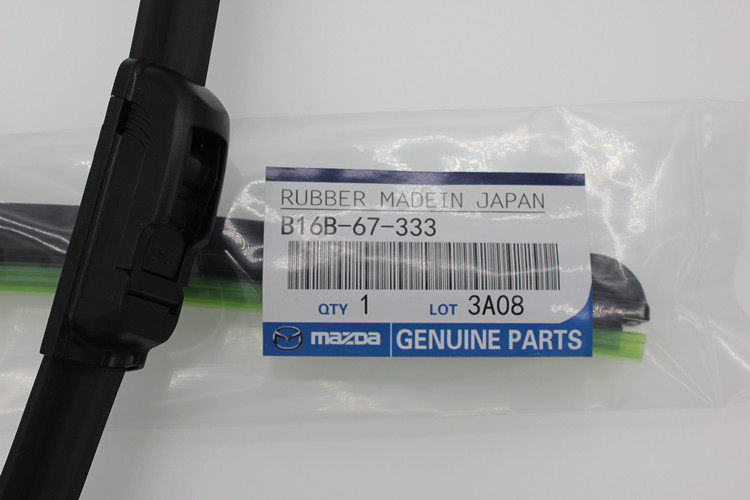 RUBBER MADEIN JAPAN
B16B-67-333
QTY 1 LOT 3A08
mazda GENUINE PARTS